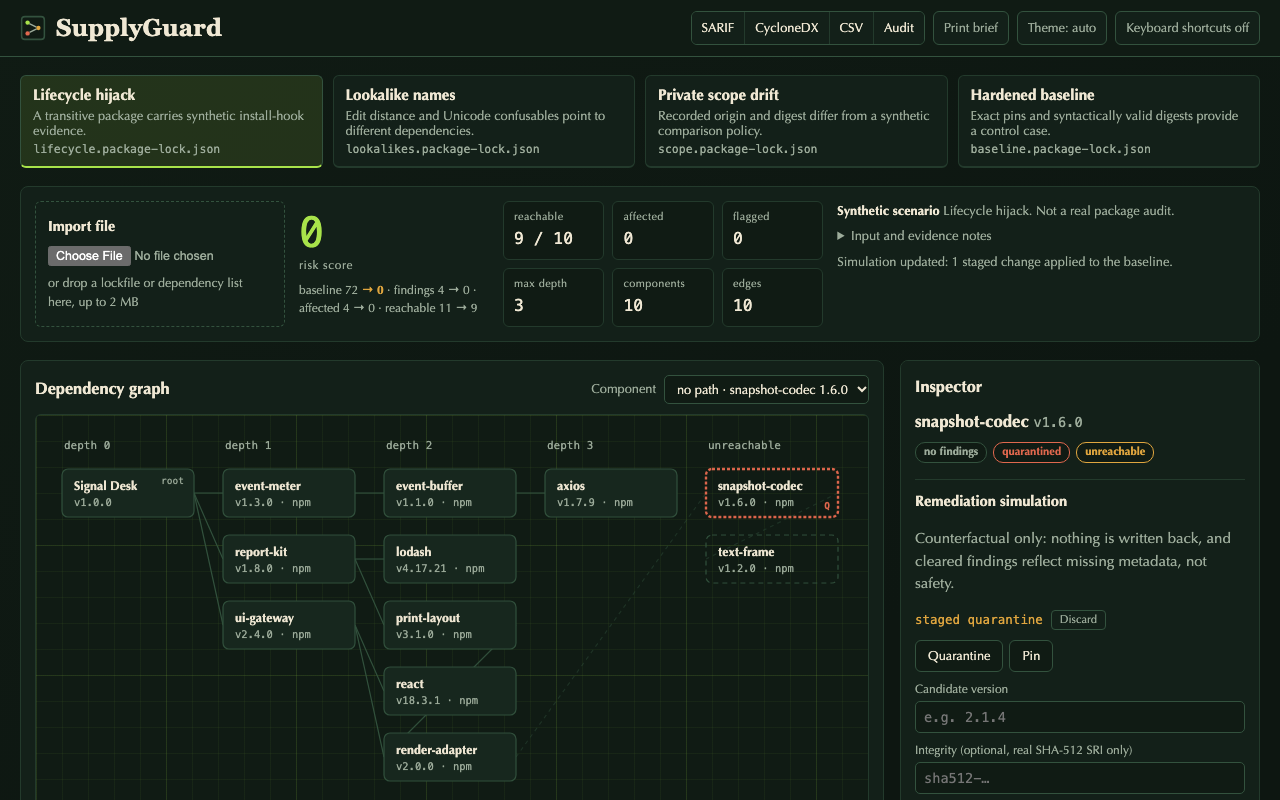 SupplyGuard
SARIF
CycloneDX
CSV
Audit
Print brief
Theme: auto
Keyboard shortcuts off
Lifecycle hijack
A transitive package carries synthetic install-hook
evidence.
lifecycle.package-lock.json
Lookalike names
Edit distance and Unicode confusables point to
different dependencies.
lookalikes.package-lock.json
Private scope drift
Recorded origin and digest differ from a synthetic
comparison policy.
scope.package-lock.json
Hardened baseline
Exact pins and syntactically valid digests provide
a control case.
baseline.package-lock.json
Import file
Choose File No file chosen
or drop a lockfile or dependency list
here, up to 2 MB
0
risk score
baseline 72 → 0 · findings 4 → 0 ·
affected 4 → 0 · reachable 11 → 9
reachable
9 / 10
affected
0
flagged
0
max depth
3
components
10
edges
10
Synthetic scenario Lifecycle hijack. Not a real package audit.
▶ Input and evidence notes
Simulation updated: 1 staged change applied to the baseline.
Dependency graph
Component
no path · snapshot-codec 1.6.0
depth 0
depth 1
depth 2
depth 3
unreachable
Signal Desk
root
v1.0.0
event-meter
v1.3.0 · npm
event-buffer
v1.1.0 · npm
axios
v1.7.9 · npm
snapshot-codec
v1.6.0 · npm
Q
report-kit
v1.8.0 · npm
lodash
v4.17.21 · npm
text-frame
v1.2.0 · npm
ui-gateway
v2.4.0 · npm
print-layout
v3.1.0 · npm
react
v18.3.1 · npm
render-adapter
v2.0.0 · npm
Inspector
snapshot-codec v1.6.0
no findings
quarantined
unreachable
Remediation simulation
Counterfactual only: nothing is written back, and
cleared findings reflect missing metadata, not
safety.
staged quarantine
Discard
Quarantine
Pin
Candidate version
e.g. 2.1.4
Integrity (optional, real SHA-512 SRI only)
sha512-…